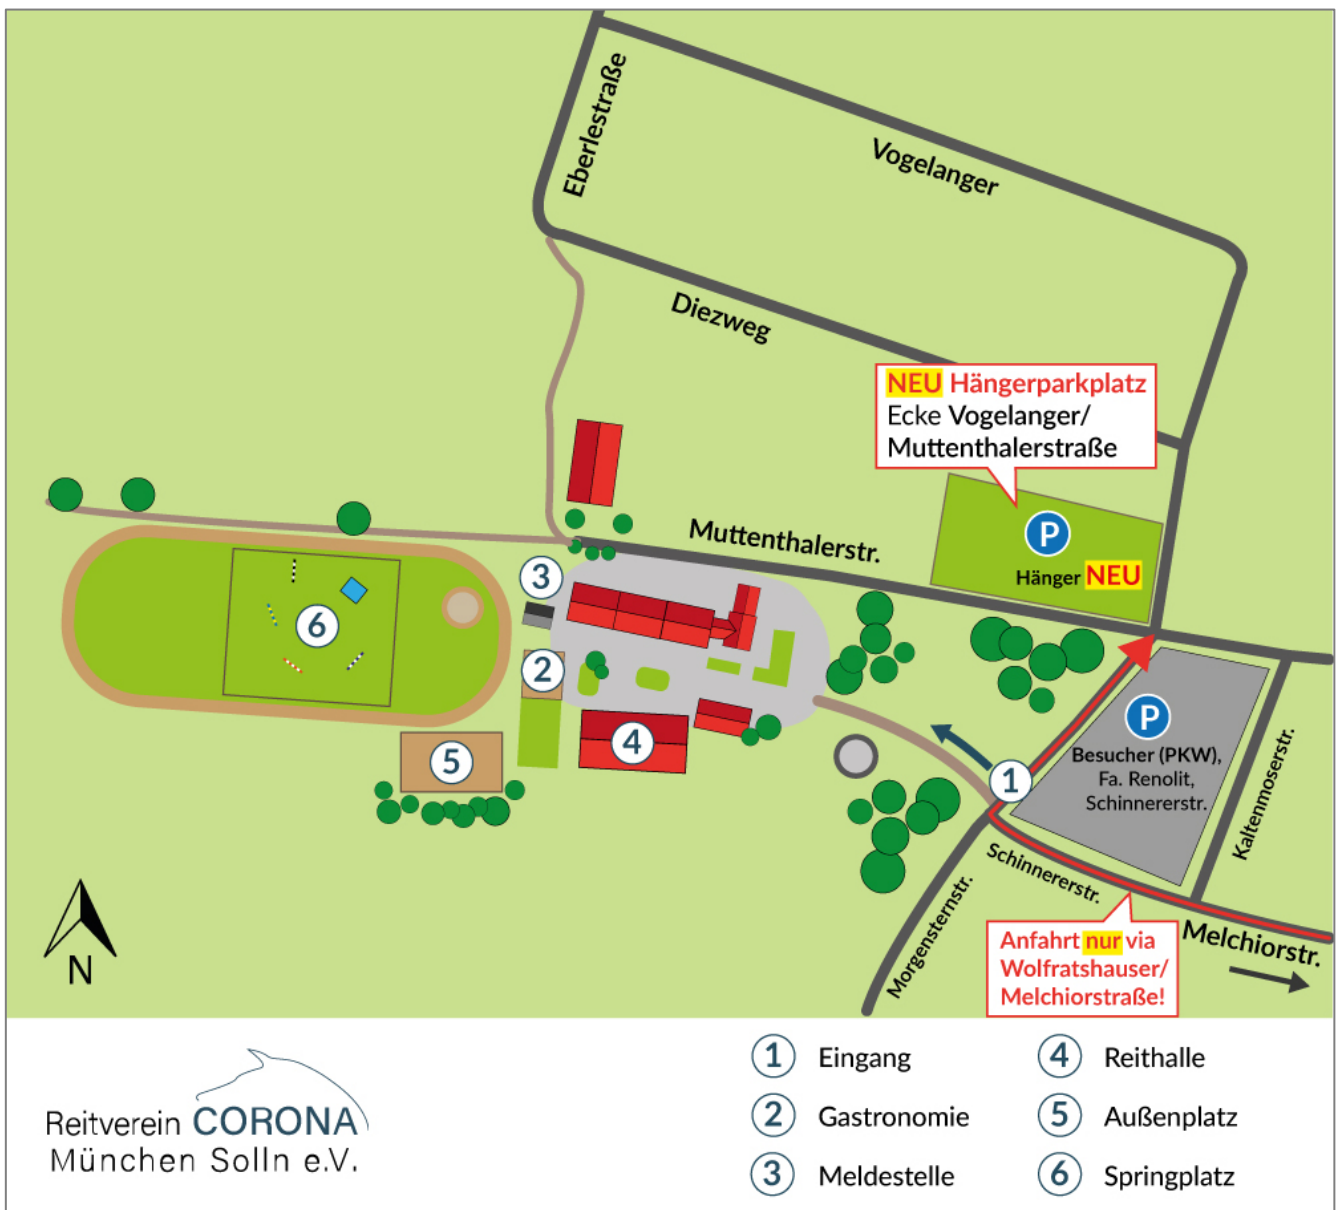 Eberlestraße
Vogelanger
Diezweg
NEU Hängerparkplatz
Ecke Vogelanger/
Muttenthalerstraße
Muttenthalerstr.
P
Hänger NEU
3
6
2
4
5
1
P
Besucher (PKW),
Fa. Renolit,
Schinnererstr.
Kaltenmoserstr.
Schinnererstr.
Morgensternstr.
Melchiorstr.
Anfahrt nur via
Wolfratshauser/
Melchiorstraße!
N
Reitverein CORONA
München Solln e.V.
1 Eingang
2 Gastronomie
3 Meldestelle
4 Reithalle
5 Außenplatz
6 Springplatz